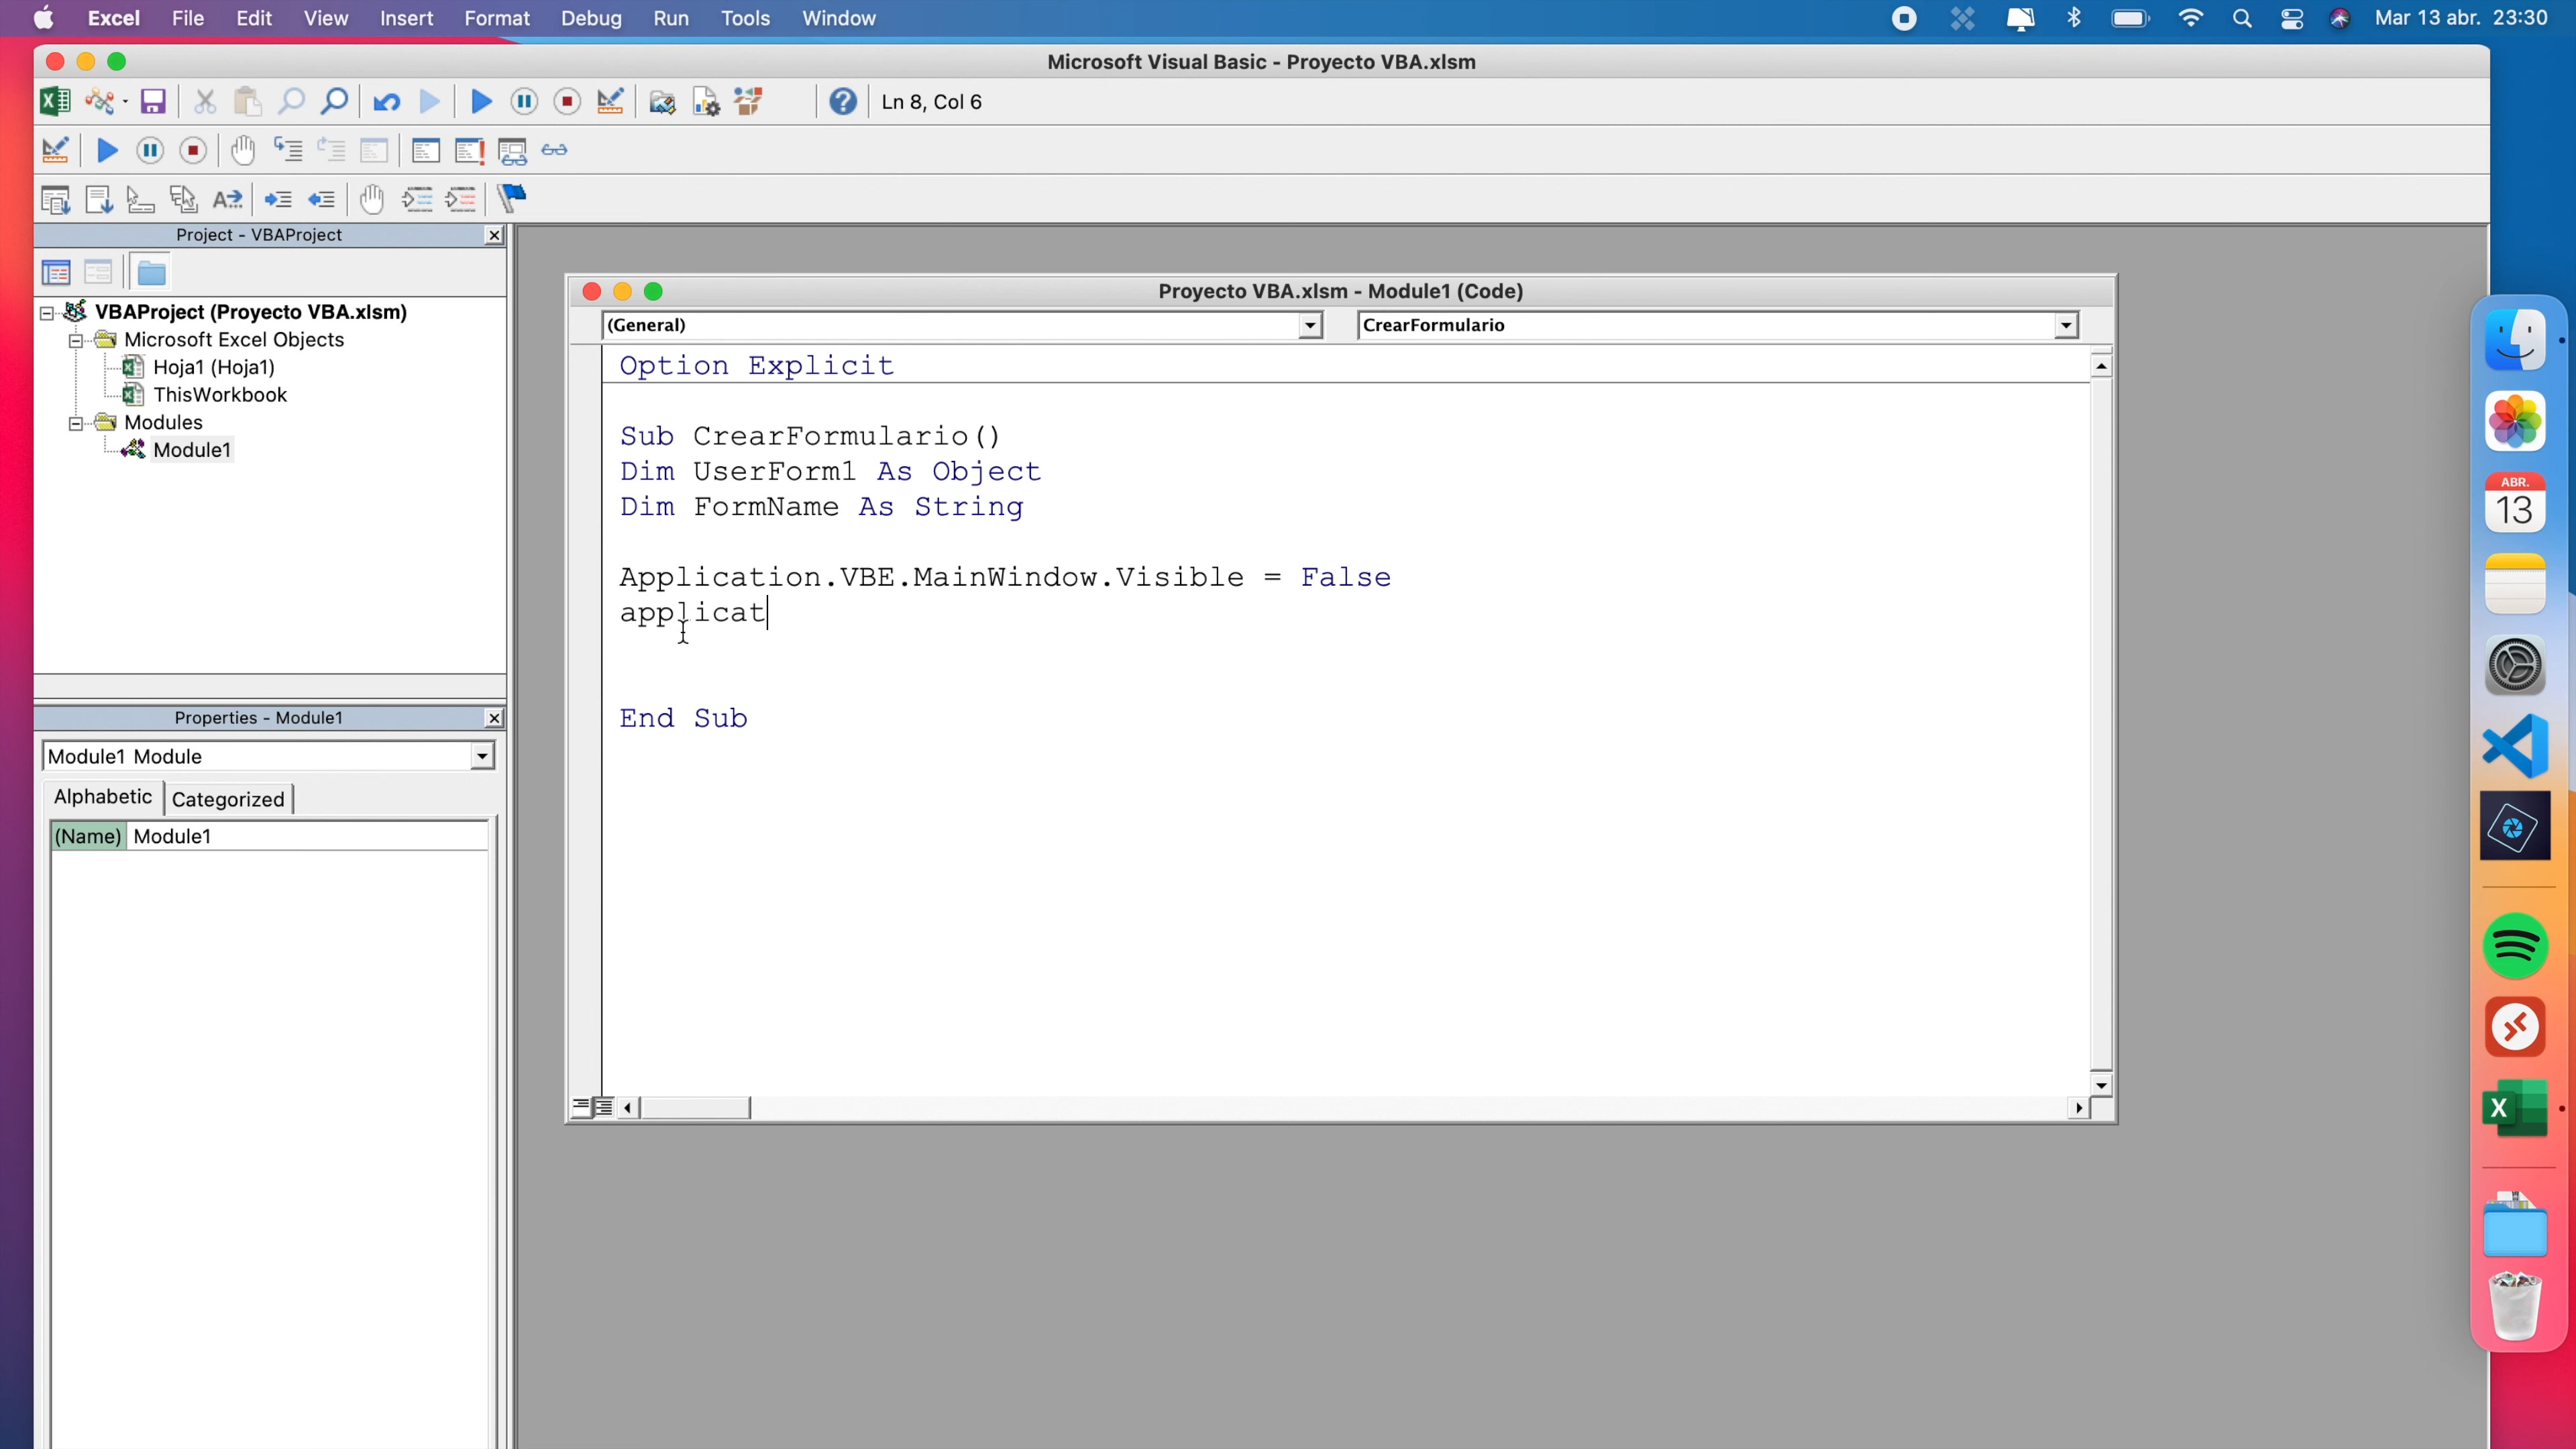 Excel File Edit View Insert Format Debug Run Tools Window Mar 13 abr. 23:30
Microsoft Visual Basic - Proyecto VBA.xlsm
Ln 8, Col 6
Project - VBAProject
VBAProject (Proyecto VBA.xlsm)
Microsoft Excel Objects
Hoja1 (Hoja1)
ThisWorkbook
Modules
Module1
Properties - Module1
Module1 Module
Alphabetic Categorized
(Name) Module1
Proyecto VBA.xlsm - Module1 (Code)
(General) CrearFormulario
Option Explicit
Sub CrearFormulario()
Dim UserForm1 As Object
Dim FormName As String
Application.VBE.MainWindow.Visible = False
applicat
End Sub
ABR.
13
X